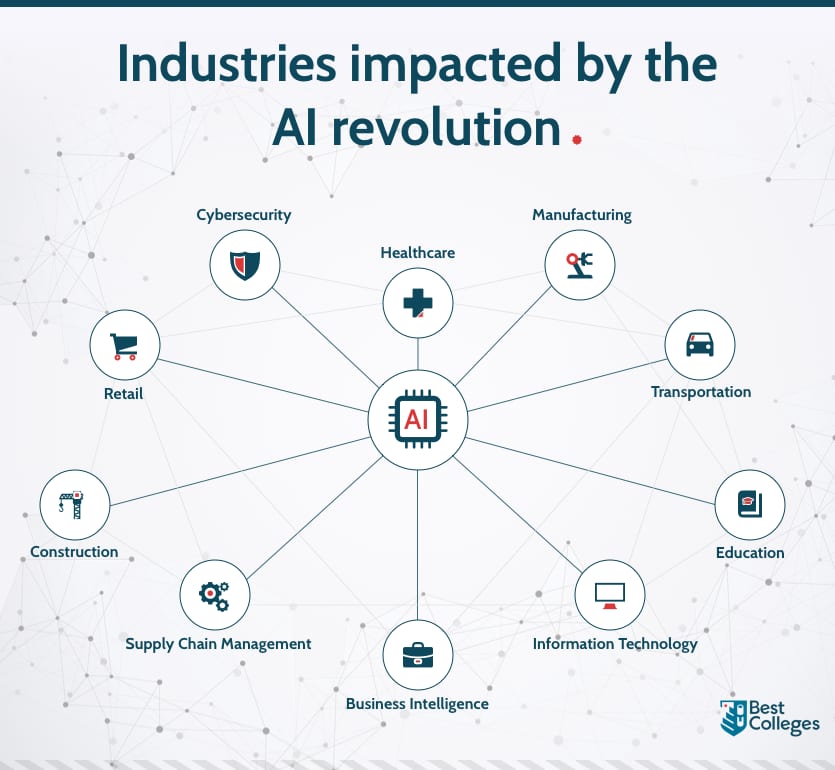 Industries impacted by the
AI revolution.
Cybersecurity
Manufacturing
Healthcare
Retail
Transportation
AI
Construction
Education
Supply Chain Management
Information Technology
Business Intelligence
Best
Colleges